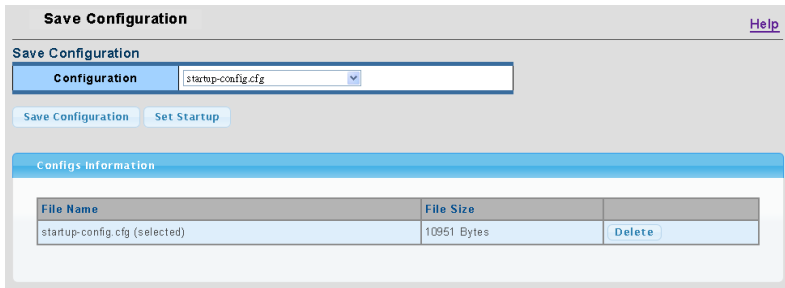 Save Configuration
Help
Save Configuration
Configuration startup-config.cfg
Save Configuration Set Startup
Configs Information
File Name File Size
startup-config.cfg (selected) 10951 Bytes Delete